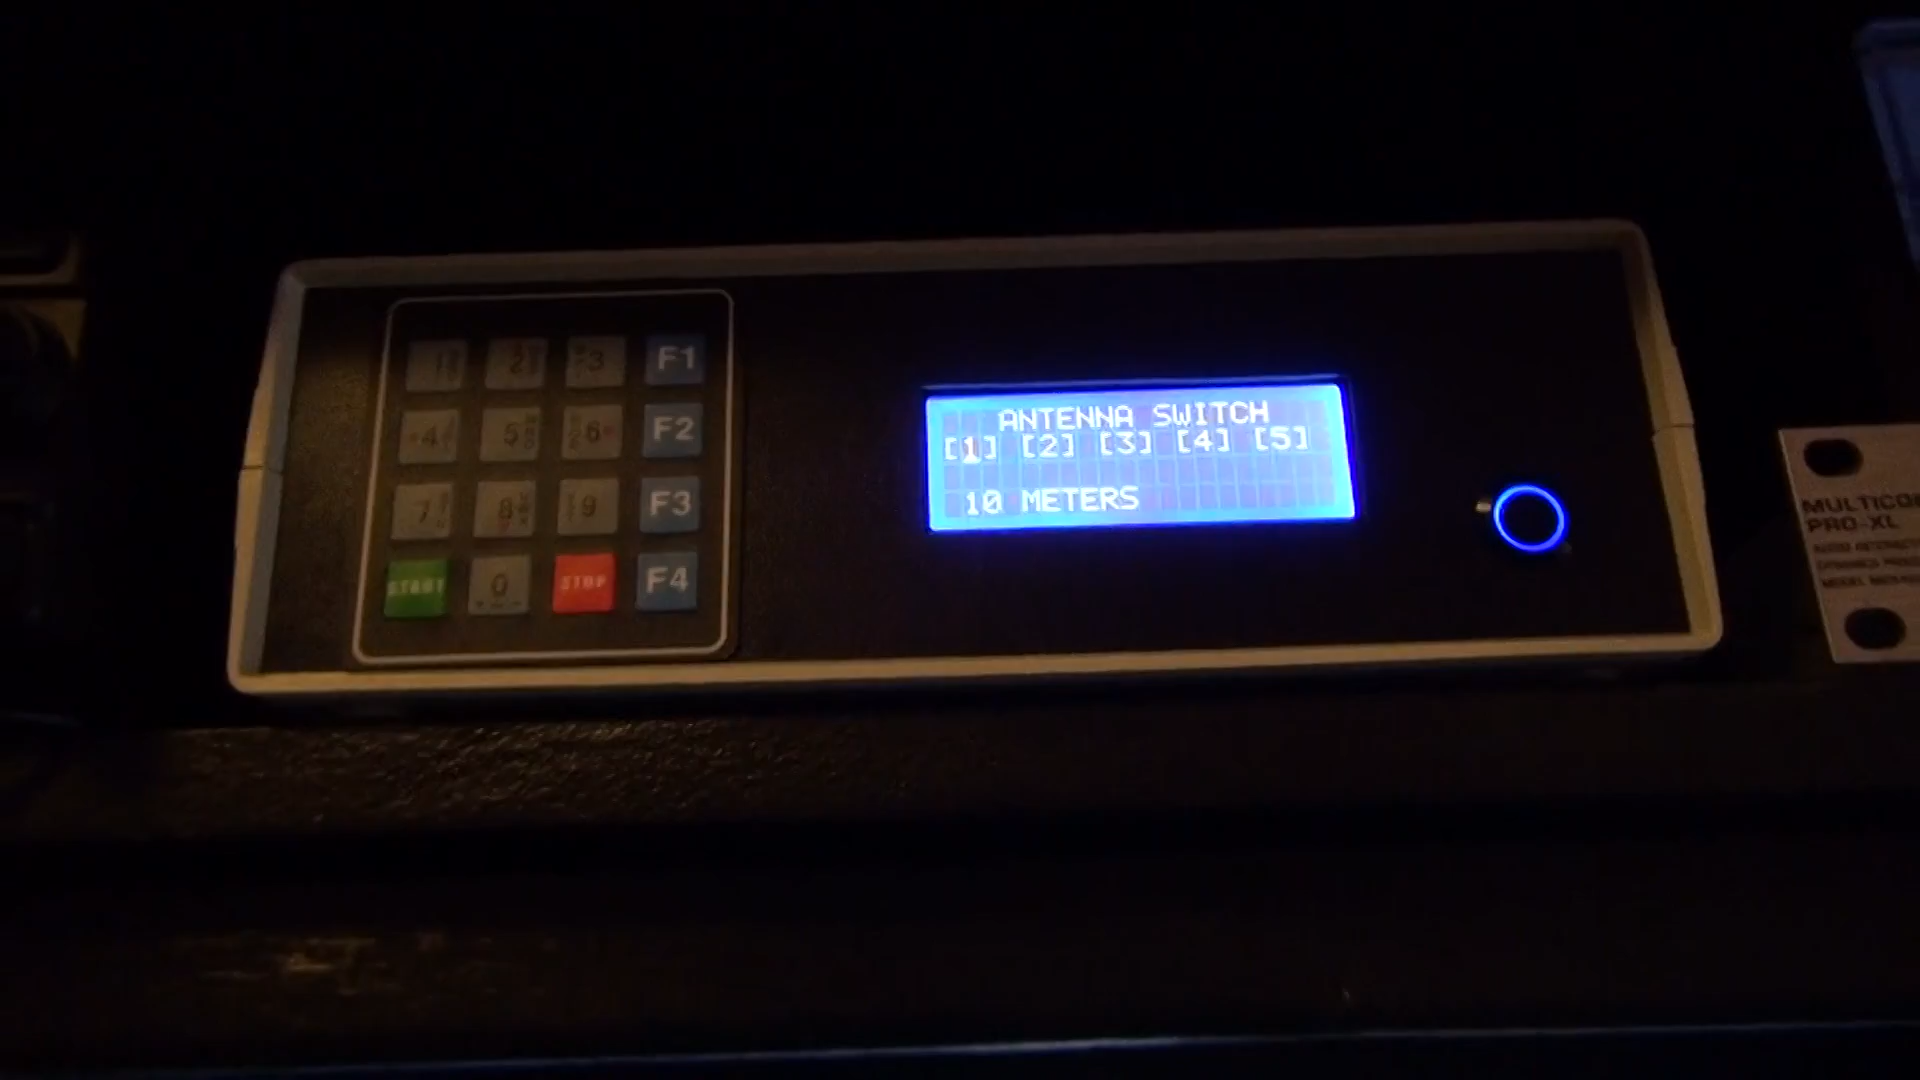 1 2 3 F1
4 5 6 F2
7 8 9 F3
START 0 STOP F4
ANTENNA SWITCH
[1] [2] [3] [4] [5]
10 METERS
PRO-XL